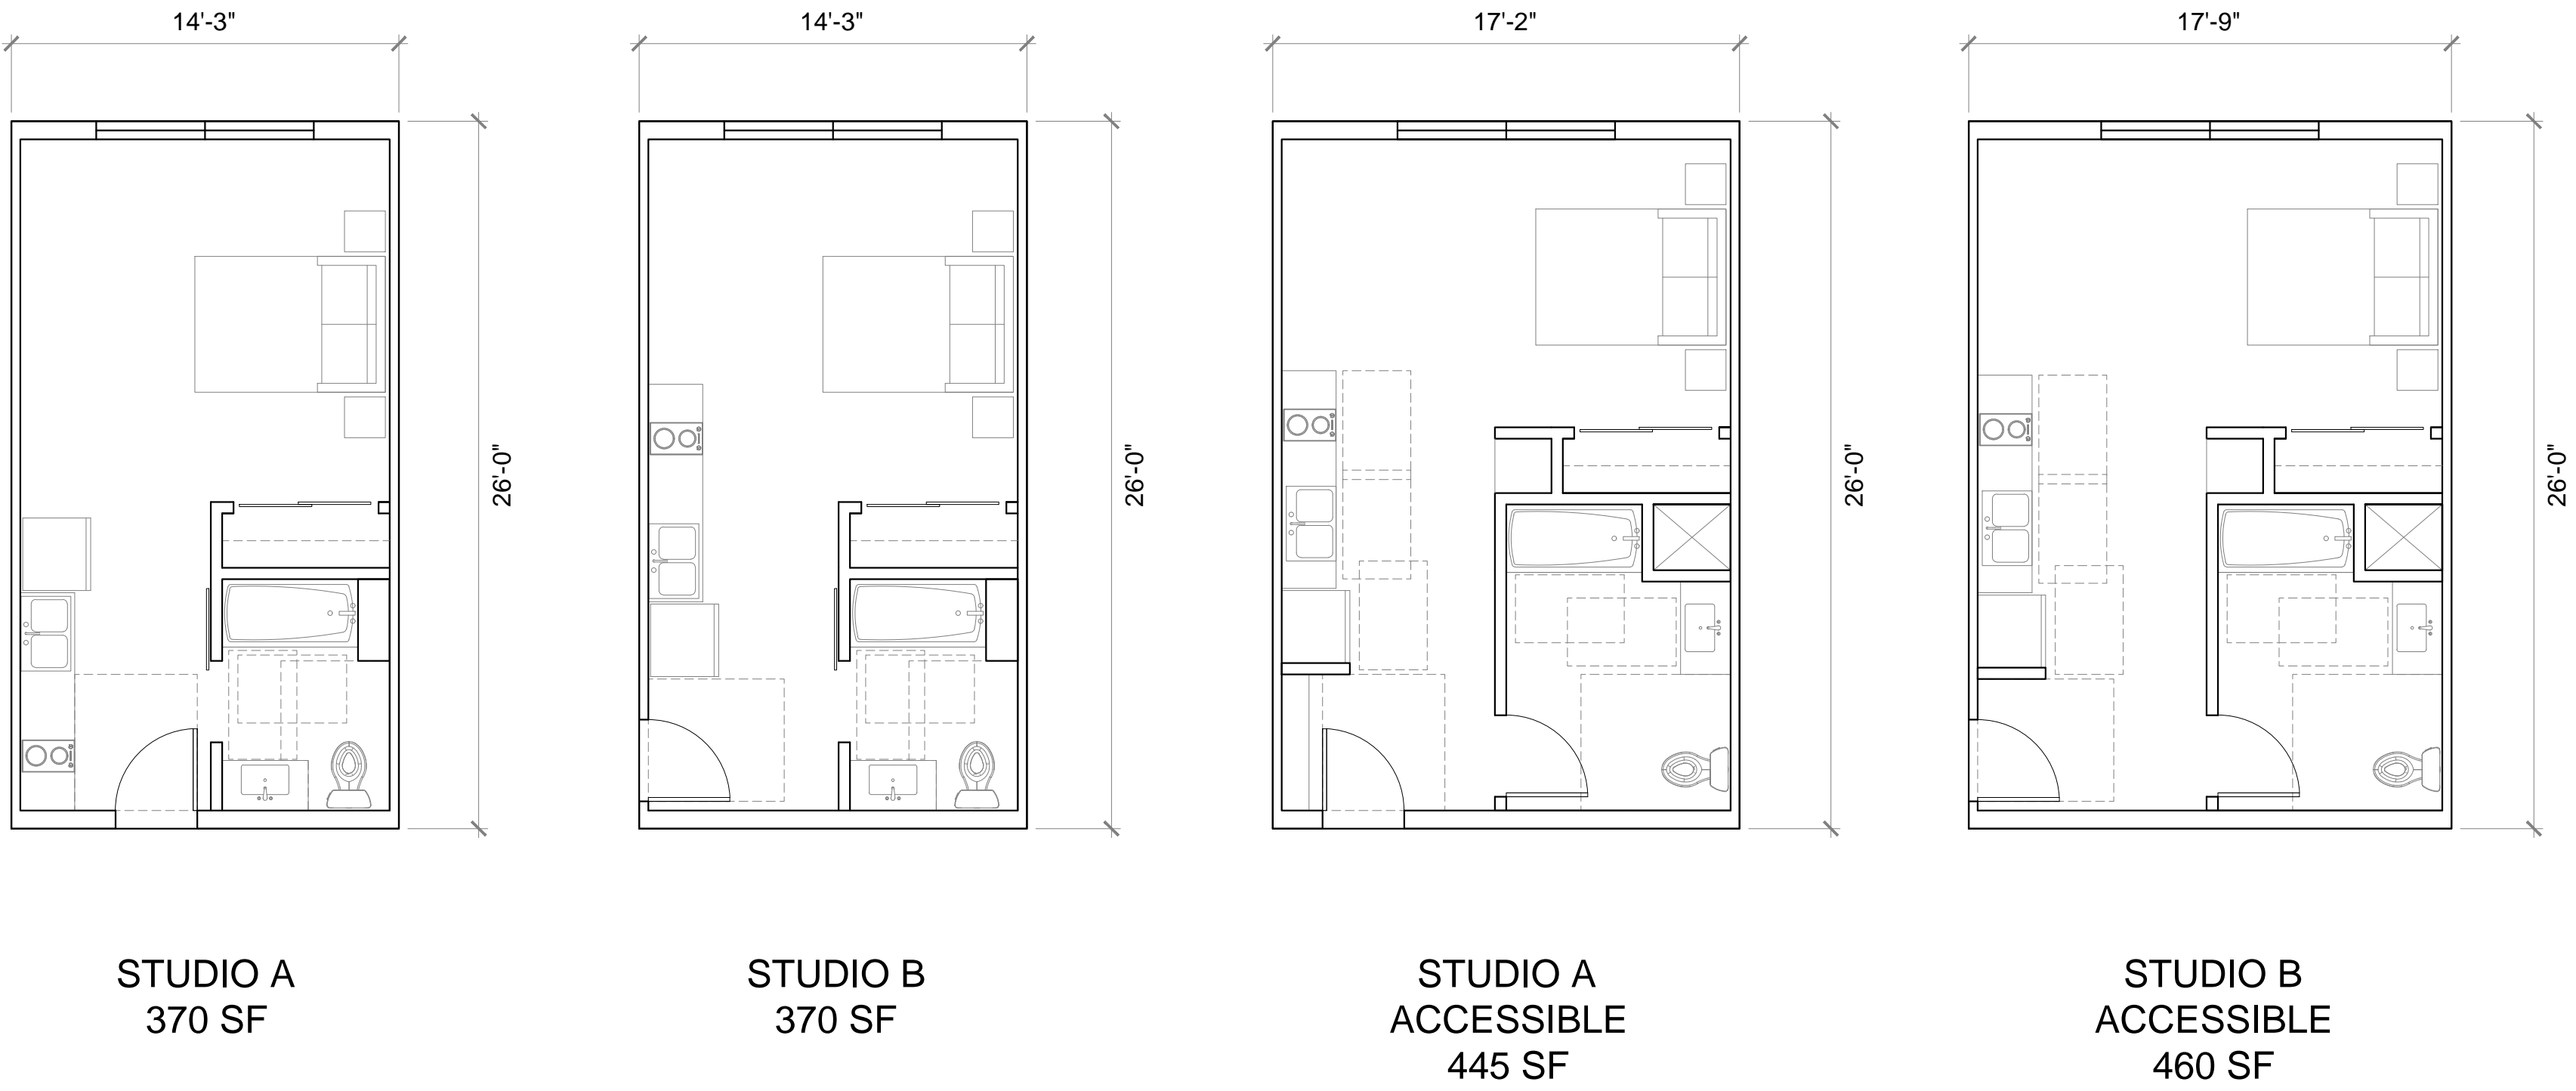 14'-3"
14'-3"
17'-2"
17'-9"
26'-0"
26'-0"
26'-0"
26'-0"
STUDIO A
370 SF
STUDIO B
370 SF
STUDIO A
ACCESSIBLE
445 SF
STUDIO B
ACCESSIBLE
460 SF